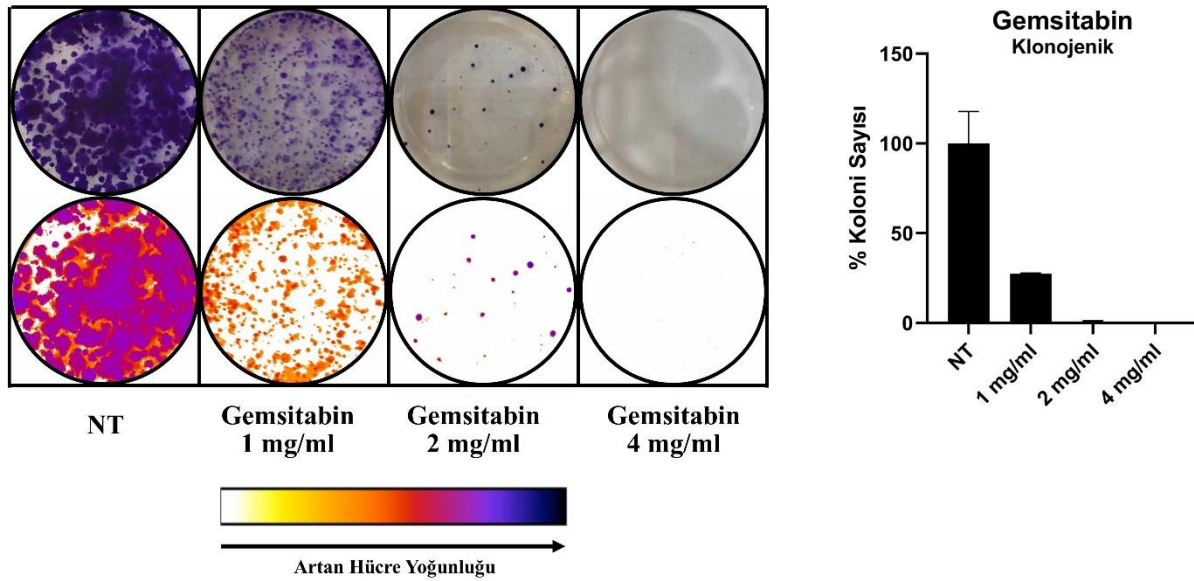 NT
Gemsitabin
1 mg/ml
Gemsitabin
2 mg/ml
Gemsitabin
4 mg/ml
Artan Hücre Yoğunluğu
Gemsitabin
Klonojenik
% Koloni Sayısı
150
100
50
0
NT
1 mg/ml
2 mg/ml
4 mg/ml